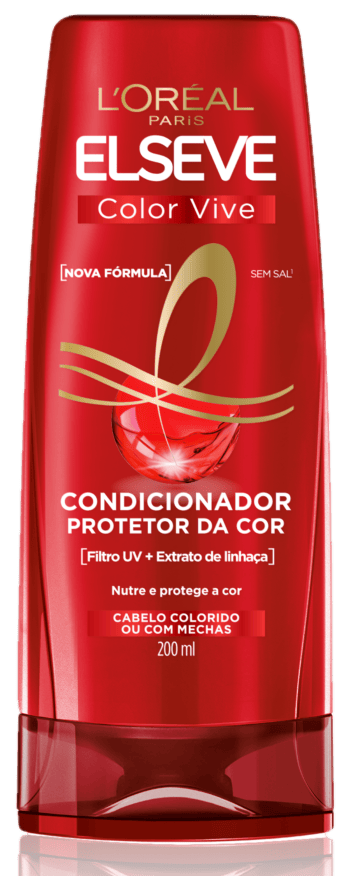 L'ORÉAL
PARIS
ELSEVE
Color Vive
[NOVA FÓRMULA]
SEM SAL¹
CONDICIONADOR
PROTETOR DA COR
[Filtro UV + Extrato de linhaça]
Nutre e protege a cor
CABELO COLORIDO
OU COM MECHAS
200 ml